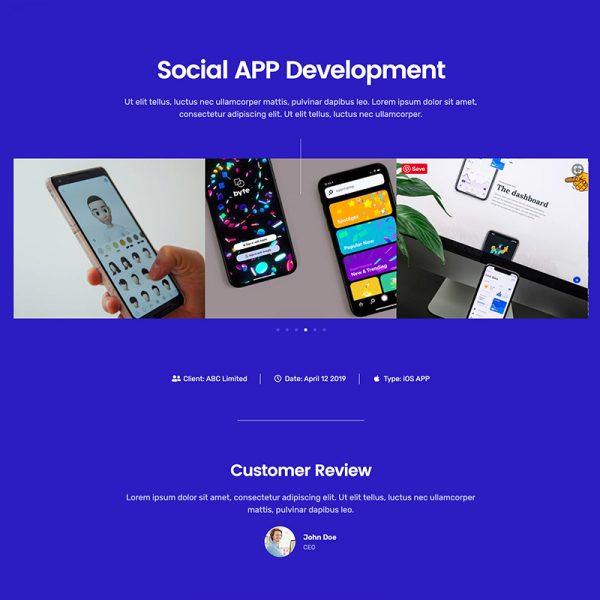 Social APP Development
Ut elit tellus, luctus nec ullamcorper mattis, pulvinar dapibus leo. Lorem ipsum dolor sit amet,
consectetur adipiscing elit. Ut elit tellus, luctus nec ullamcorper.
byte
Spotlight
Popular Now
New & Trending
Save
The dashboard
Client: ABC Limited
Date: April 12 2019
Type: iOS APP
Customer Review
Lorem ipsum dolor sit amet, consectetur adipiscing elit. Ut elit tellus, luctus nec ullamcorper
mattis, pulvinar dapibus leo.
John Doe
CEO